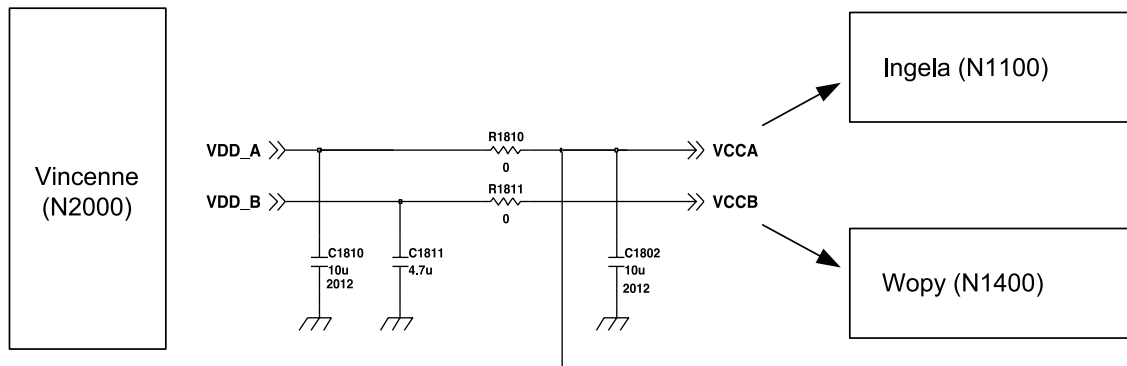 Vincenne
(N2000)
VDD_A
VDD_B
R1810
0
R1811
0
C1810
10u
2012
C1811
4.7u
C1802
10u
2012
VCCA
VCCB
Ingela (N1100)
Wopy (N1400)